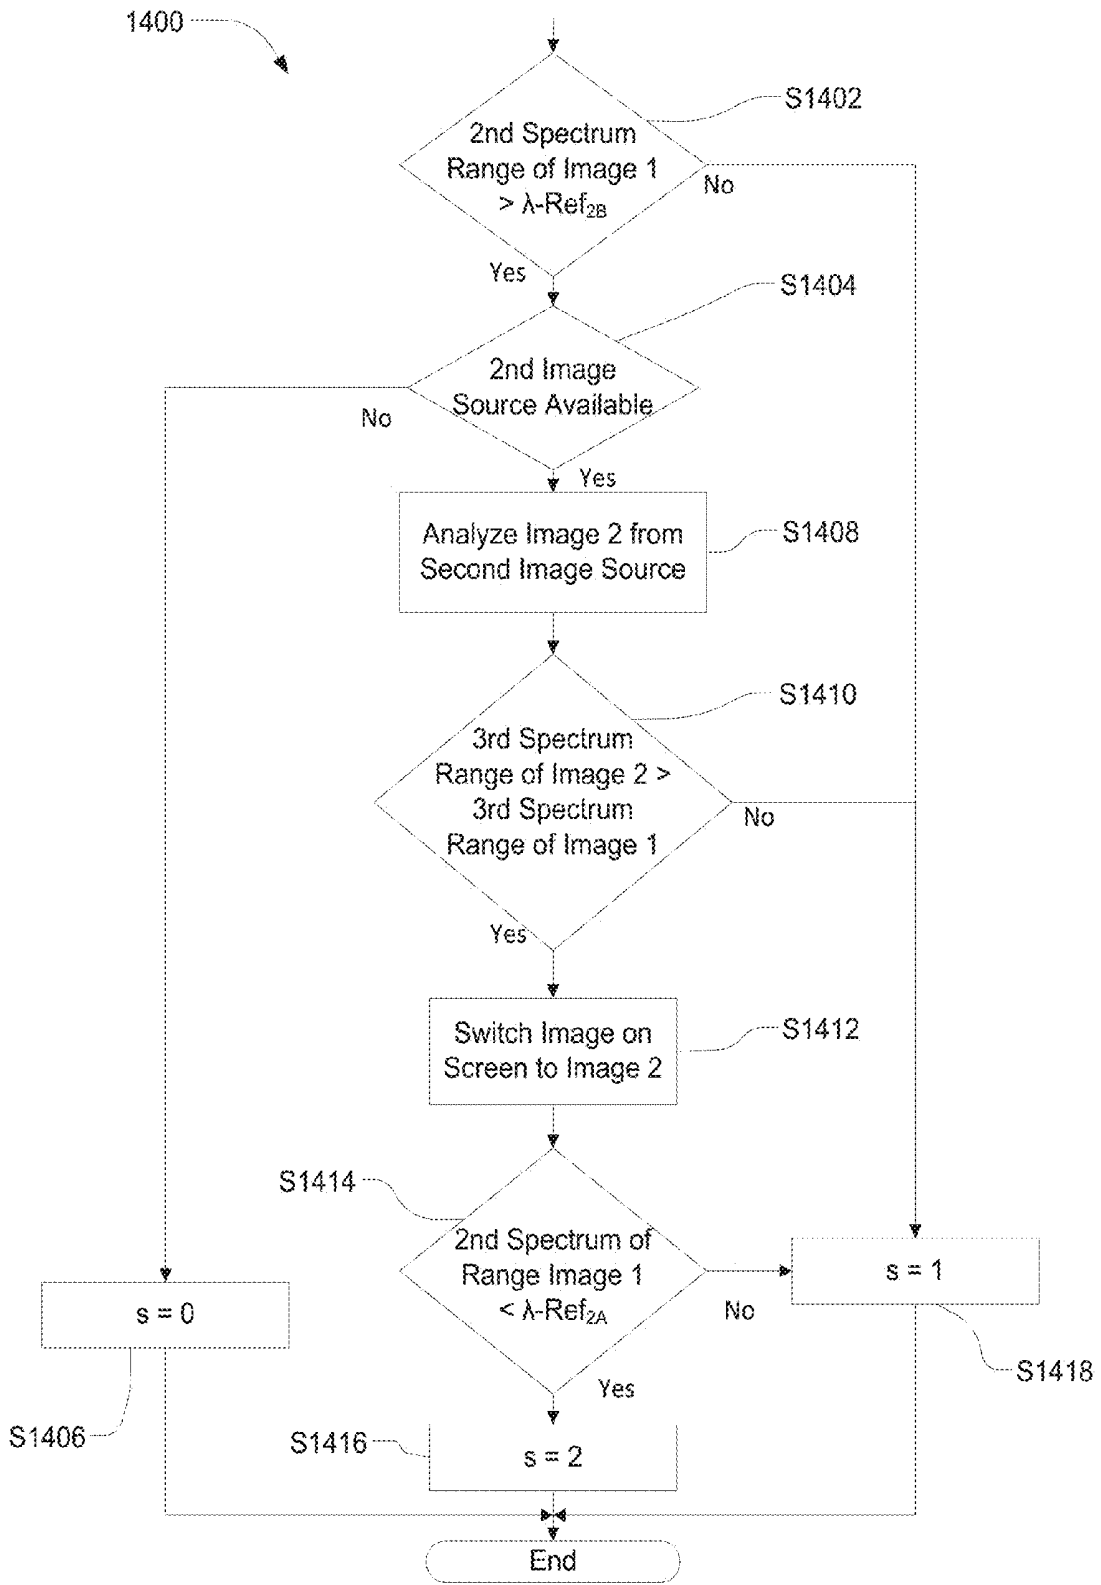 1400
2nd Spectrum
Range of Image 1
> λ-Ref2B
S1402
No
Yes
S1404
2nd Image
Source Available
No
Yes
Analyze Image 2 from
Second Image Source
S1408
3rd Spectrum
Range of Image 2 >
3rd Spectrum
Range of Image 1
S1410
No
Yes
Switch Image on
Screen to Image 2
S1412
S1414
2nd Spectrum of
Range Image 1
< λ-Ref2A
No
Yes
s = 1
S1418
s = 0
S1406
S1416
s = 2
End